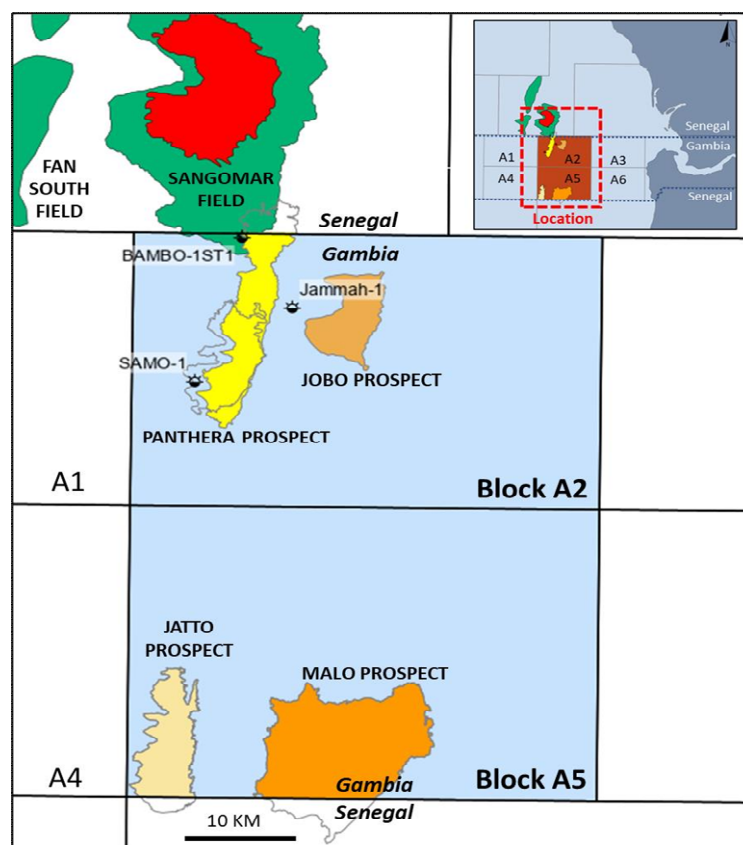 FAN
SOUTH
FIELD
SANGOMAR
FIELD
Senegal
Gambia
BAMBO-1ST1
Jammah-1
SAMO-1
JOBO PROSPECT
PANTHERA PROSPECT
A1
Block A2
JATTO
PROSPECT
MALO PROSPECT
A4
Block A5
Gambia
Senegal
10 KM
N
Senegal
Gambia
A1
A2
A3
A4
A5
A6
Senegal
Location